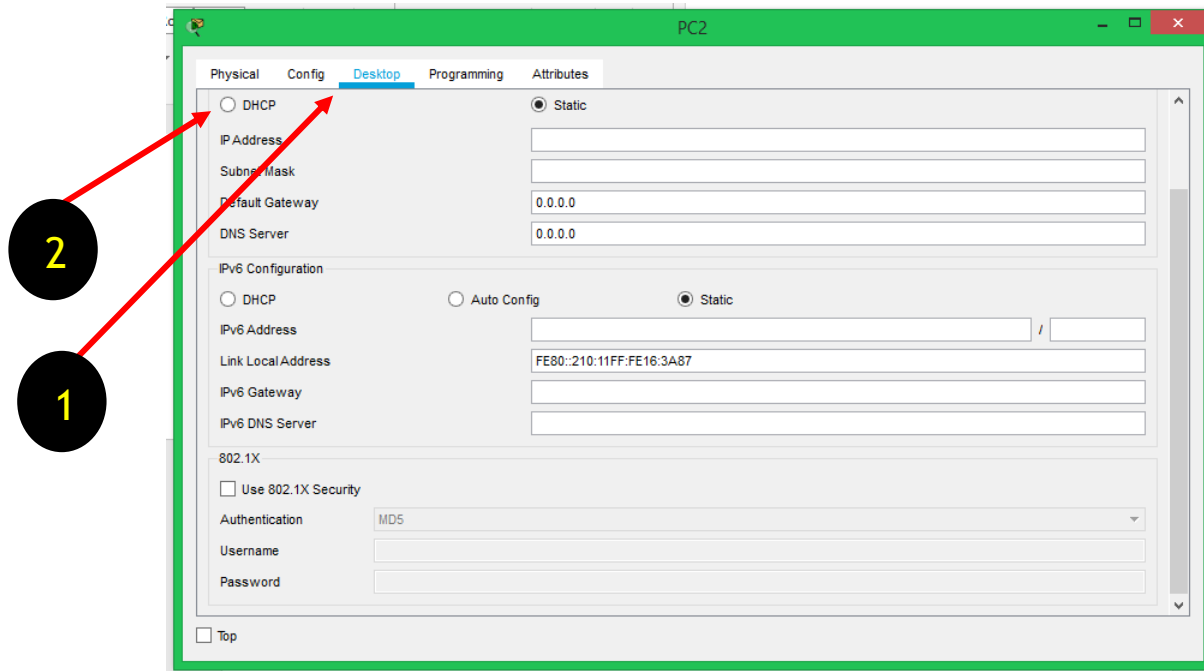 PC2
Physical Config Desktop Programming Attributes
DHCP Static
IP Address
Subnet Mask
Default Gateway 0.0.0.0
DNS Server 0.0.0.0
IPv6 Configuration
DHCP Auto Config Static
IPv6 Address /
Link Local Address FE80::210:11FF:FE16:3A87
IPv6 Gateway
IPv6 DNS Server
802.1X
Use 802.1X Security
Authentication MD5
Username
Password
Top
2
1